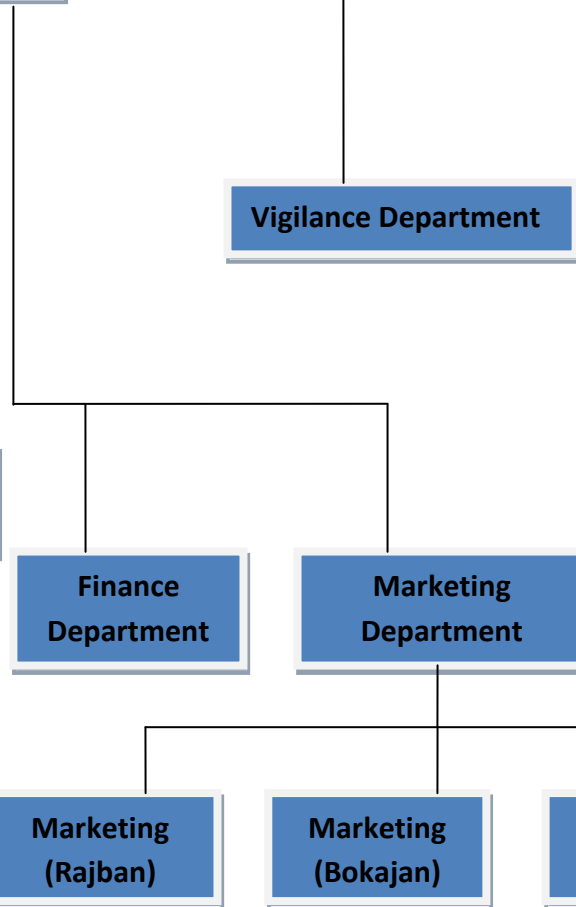 Vigilance Department
Finance
Department
Marketing
Department
Marketing
(Rajban)
Marketing
(Bokajan)